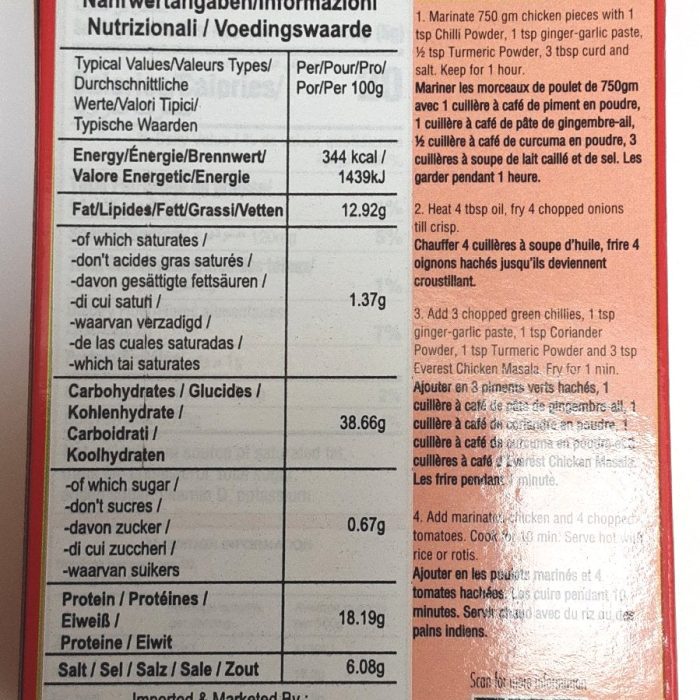 Nährwertangaben/Informazioni
Nutrizionali / Voedingswaarde
Typical Values/Valeurs Types/
Durchschnittliche
Werte/Valori Tipici/
Typische Waarden
Per/Pour/Pro/
Por/Per 100g
Energy/Énergie/Brennwert/
Valore Energetic/Energie
344 kcal /
1439kJ
Fat/Lipides/Fett/Grassi/Vetten
12.92g
-of which saturates /
-don't acides gras saturés /
-davon gesättigte fettsäuren /
-di cui saturi /
-waarvan verzadigd /
-de las cuales saturadas /
-which tai saturates
1.37g
Carbohydrates / Glucides /
Kohlenhydrate /
Carboidrati /
Koolhydraten
38.66g
-of which sugar /
-don't sucres /
-davon zucker /
-di cui zuccheri /
-waarvan suikers
0.67g
Protein / Protéines /
Eiweiß /
Proteine / Eiwit
18.19g
Salt / Sel / Salz / Sale / Zout
6.08g
Imported & Marketed By :
1. Marinate 750 gm chicken pieces with 1
tsp Chilli Powder, 1 tsp ginger-garlic paste,
½ tsp Turmeric Powder, 3 tbsp curd and
salt. Keep for 1 hour.
Mariner les morceaux de poulet de 750gm
avec 1 cuillère à café de piment en poudre,
1 cuillère à café de pâte de gingembre-ail,
½ cuillère à café de curcuma en poudre, 3
cuillères à soupe de lait caillé et de sel. Les
garder pendant 1 heure.
2. Heat 4 tbsp oil, fry 4 chopped onions
till crisp.
Chauffer 4 cuillères à soupe d'huile, frire 4
oignons hachés jusqu'ils deviennent
croustillant.
3. Add 3 chopped green chillies, 1 tsp
ginger-garlic paste, 1 tsp Coriander
Powder, 1 tsp Turmeric Powder and 3 tsp
Everest Chicken Masala. Fry for 1 min.
Ajouter en 3 piments verts hachés, 1
cuillère à café de pâte de gingembre-ail, 1
cuillère à café de coriandre en poudre, 1
cuillère à café de curcuma en poudre et 3
cuillères à café d'Everest Chicken Masala.
Les frire pendant 1 minute.
4. Add marinated chicken and 4 chopped
tomatoes. Cook for 10 min. Serve hot with
rice or rotis.
Ajouter en les poulets marinés et 4
tomates hachées. Les cuire pendant 10
minutes. Servir chaud avec du riz ou des
pains indiens.
Scan for more information